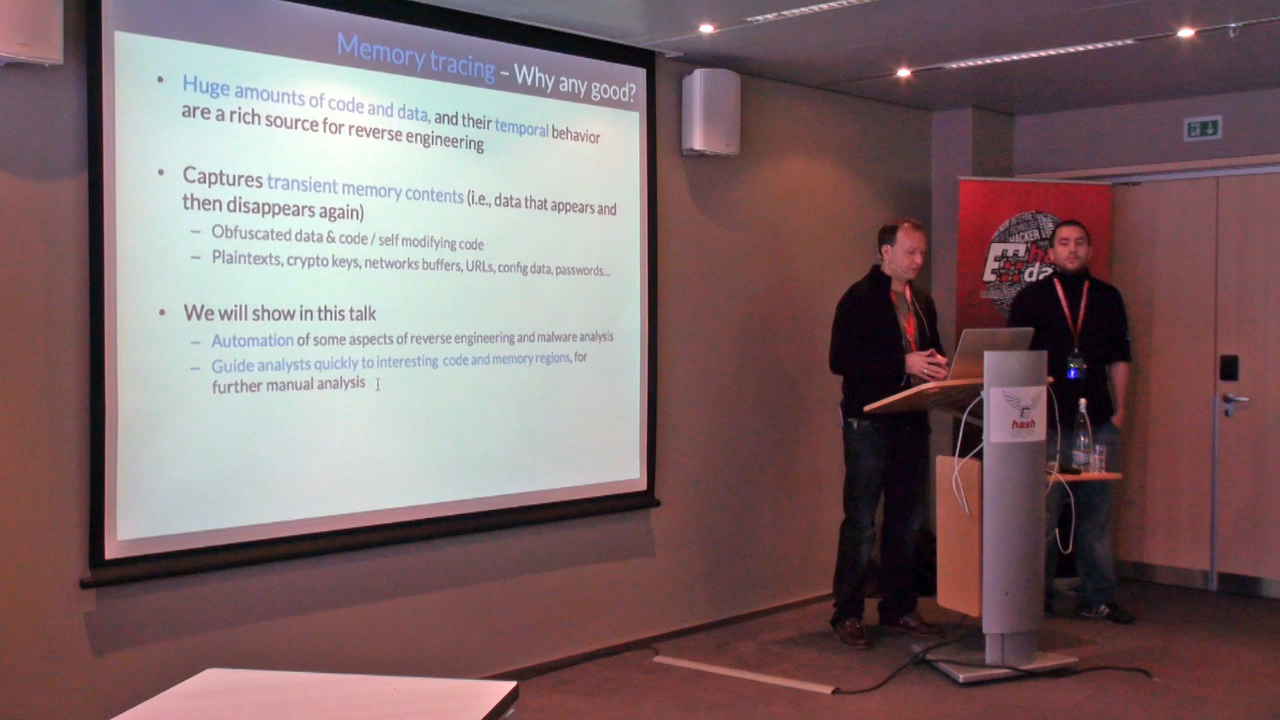 Memory tracing – Why any good?
• Huge amounts of code and data, and their temporal behavior
are a rich source for reverse engineering
• Captures transient memory contents (i.e., data that appears and
then disappears again)
– Obfuscated data & code / self modifying code
– Plaintexts, crypto keys, networks buffers, URLs, config data, passwords...
• We will show in this talk
– Automation of some aspects of reverse engineering and malware analysis
– Guide analysts quickly to interesting code and memory regions, for
further manual analysis
HACKER
hash